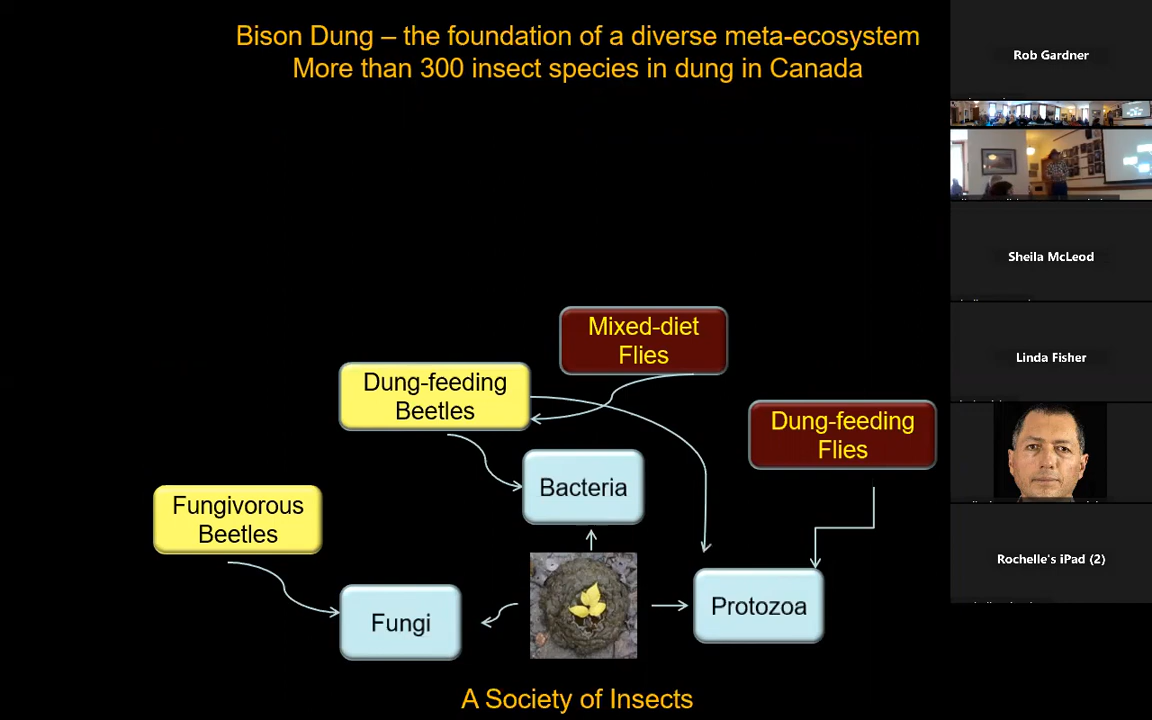 Bison Dung – the foundation of a diverse meta-ecosystem
More than 300 insect species in dung in Canada
Mixed-diet
Flies
Dung-feeding
Beetles
Dung-feeding
Flies
Bacteria
Fungivorous
Beetles
Fungi
Protozoa
A Society of Insects
Rob Gardner
Sheila McLeod
Linda Fisher
Rochelle's iPad (2)